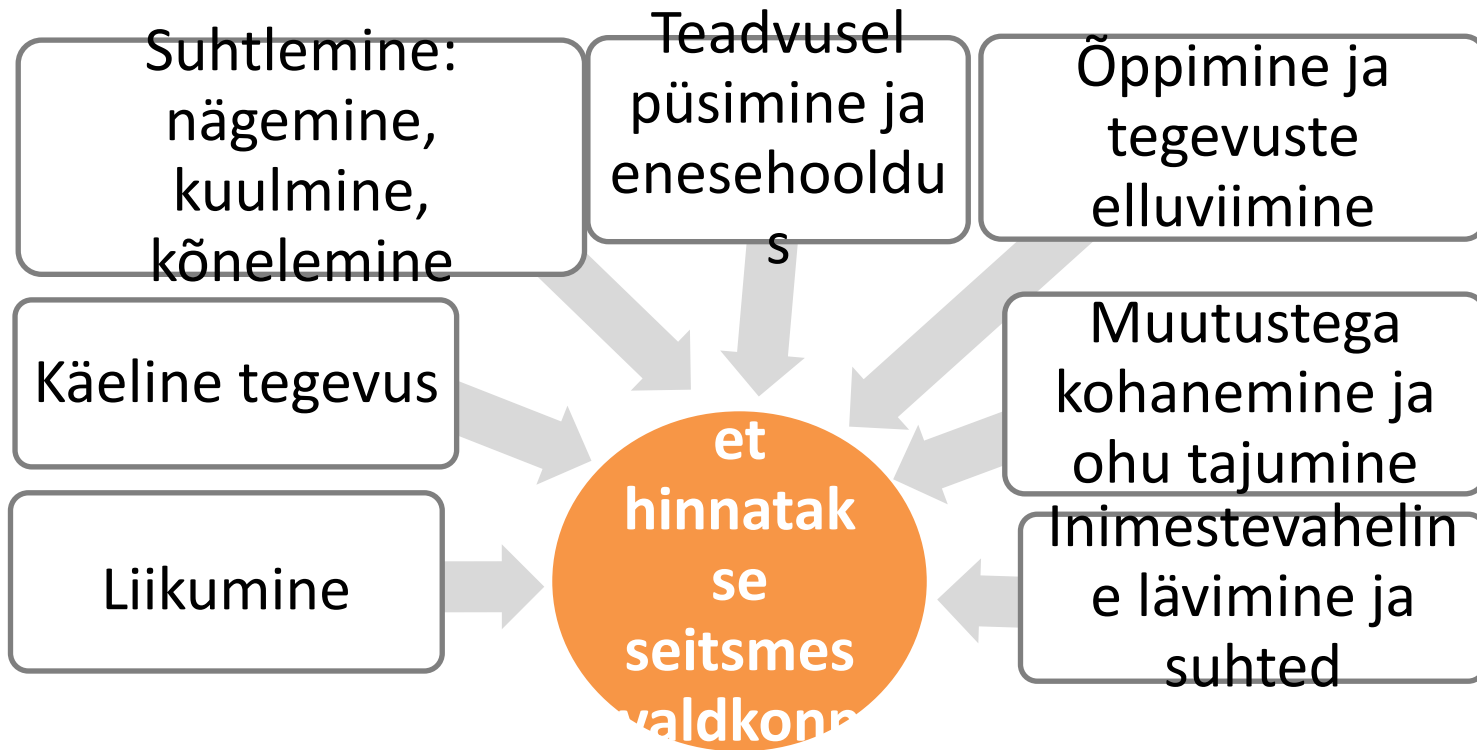 Suhtlemine:
nägemine,
kuulmine,
kõnelemine
Teadvusel
püsimine ja
enesehooldu
s
Õppimine ja
tegevuste
elluviimine
Käeline tegevus
Muutustega
kohanemine ja
ohu tajumine
Liikumine
Inimestevahelin
e lävimine ja
suhted
et
hinnatak
se
seitsmes
valdkonn